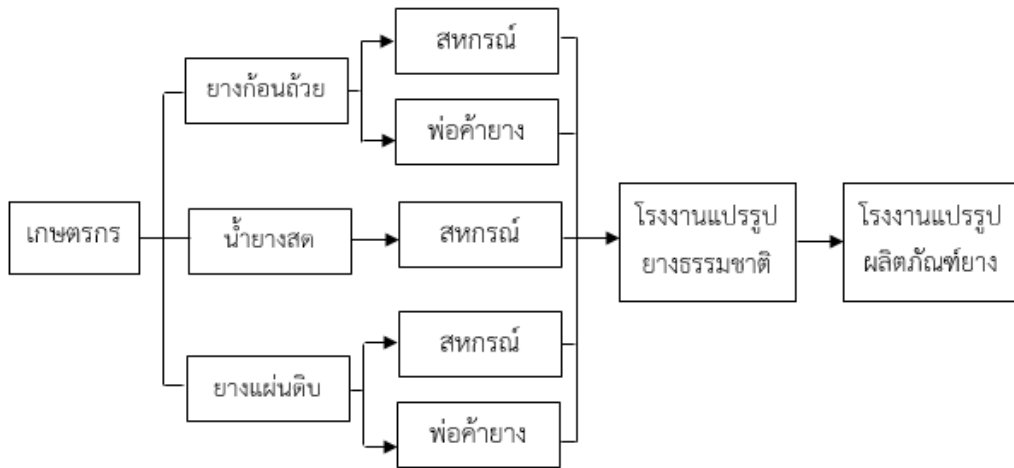 เกษตรกร
ยางก้อนถ้วย
สหกรณ์
พ่อค้ายาง
น้ำยางสด
สหกรณ์
ยางแผ่นดิบ
สหกรณ์
พ่อค้ายาง
โรงงานแปรรูป
ยางธรรมชาติ
โรงงานแปรรูป
ผลิตภัณฑ์ยาง